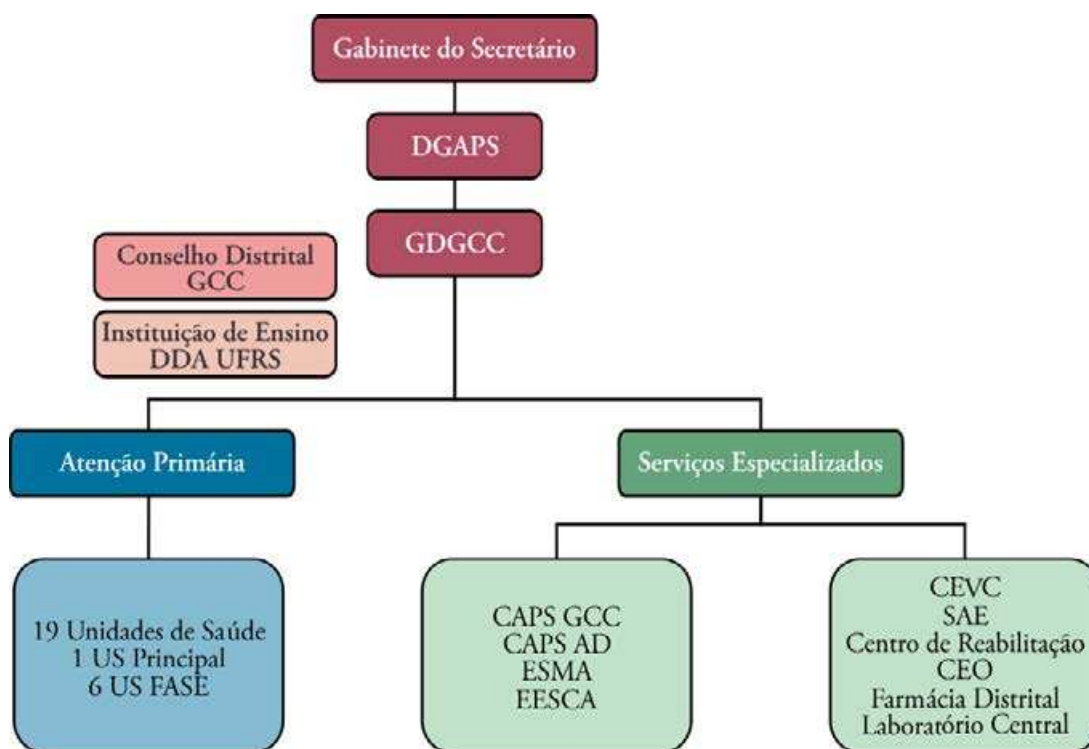 Gabinete do Secretário
DGAPS
GDGCC
Conselho Distrital
GCC
Instituição de Ensino
DDA UFRS
Atenção Primária
Serviços Especializados
19 Unidades de Saúde
1 US Principal
6 US FASE
CAPS GCC
CAPS AD
ESMA
EESCA
CEVC
SAE
Centro de Reabilitação
CEO
Farmácia Distrital
Laboratório Central